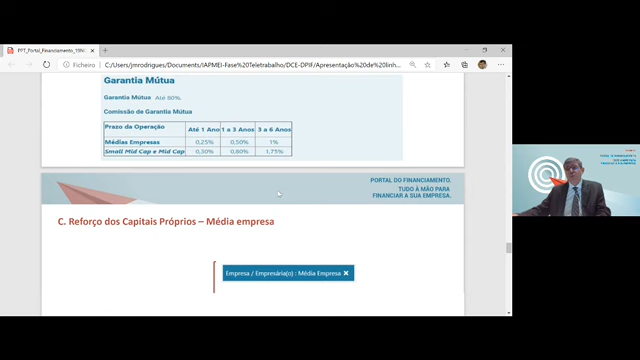 PPT_Portal_Financiamento_15N
Ficheiro
C:/Users/jmrodrigues/Documents/IAPMEI-Fase%20Teletrabalho/DCE-DPIF/Apresentação%20de%20linh...
Garantia Mútua
Garantia Mútua Até 80%.
Comissão de Garantia Mútua
Prazo da Operação Até 1 Ano 1 a 3 Anos 3 a 6 Anos
Médias Empresas 0,25% 0,50% 1%
Small Mid Cap e Mid Cap 0,30% 0,80% 1,75%
PORTAL DO FINANCIAMENTO.
TUDO À MÃO PARA
FINANCIAR A SUA EMPRESA.
C. Reforço dos Capitais Próprios – Média empresa
Empresa / Empresária(o) : Média Empresa ✖